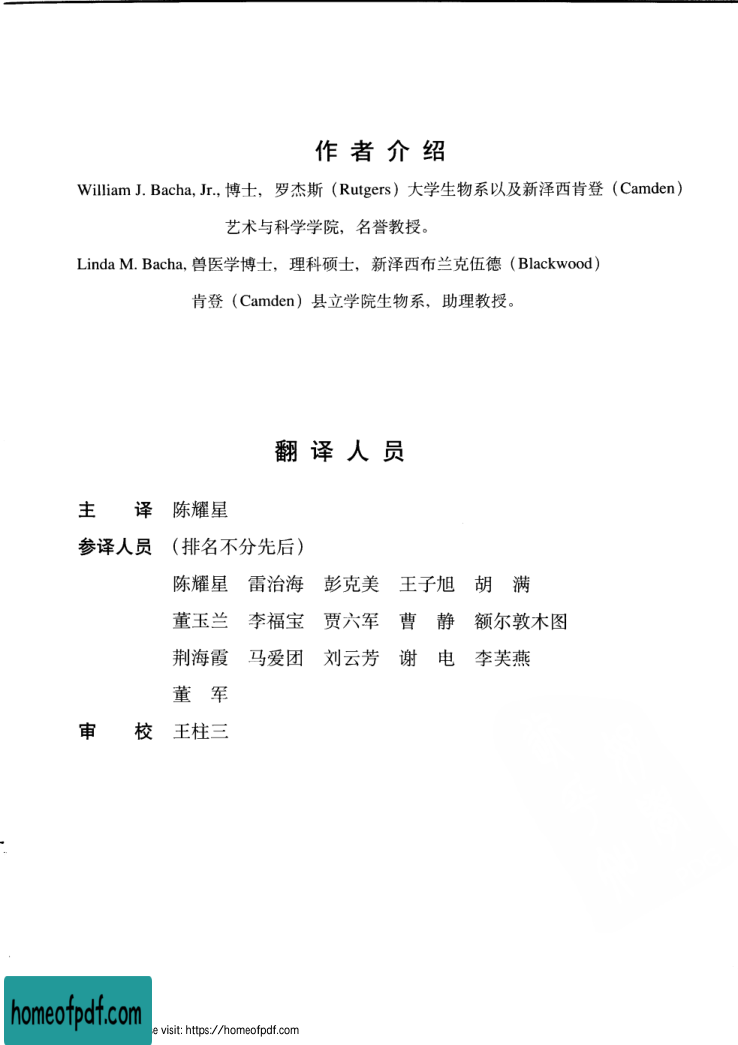 作者介绍
William J. Bacha, Jr., 博士，罗杰斯（Rutgers）大学生物系以及新泽西肯登（Camden）
艺术与科学学院，名誉教授。
Linda M. Bacha, 兽医学博士，理科硕士，新泽西布兰克伍德（Blackwood）
肯登（Camden）县立学院生物系，助理教授。
翻译人员
主　译 陈耀星
参译人员 （排名不分先后）
陈耀星 雷治海 彭克美 王子旭 胡　满
董玉兰 李福宝 贾六军 曹　静 额尔敦木图
荆海霞 马爱团 刘云芳 谢　电 李芙燕
董　军
审　校 王柱三
homeofpdf.com
e visit: https://homeofpdf.com